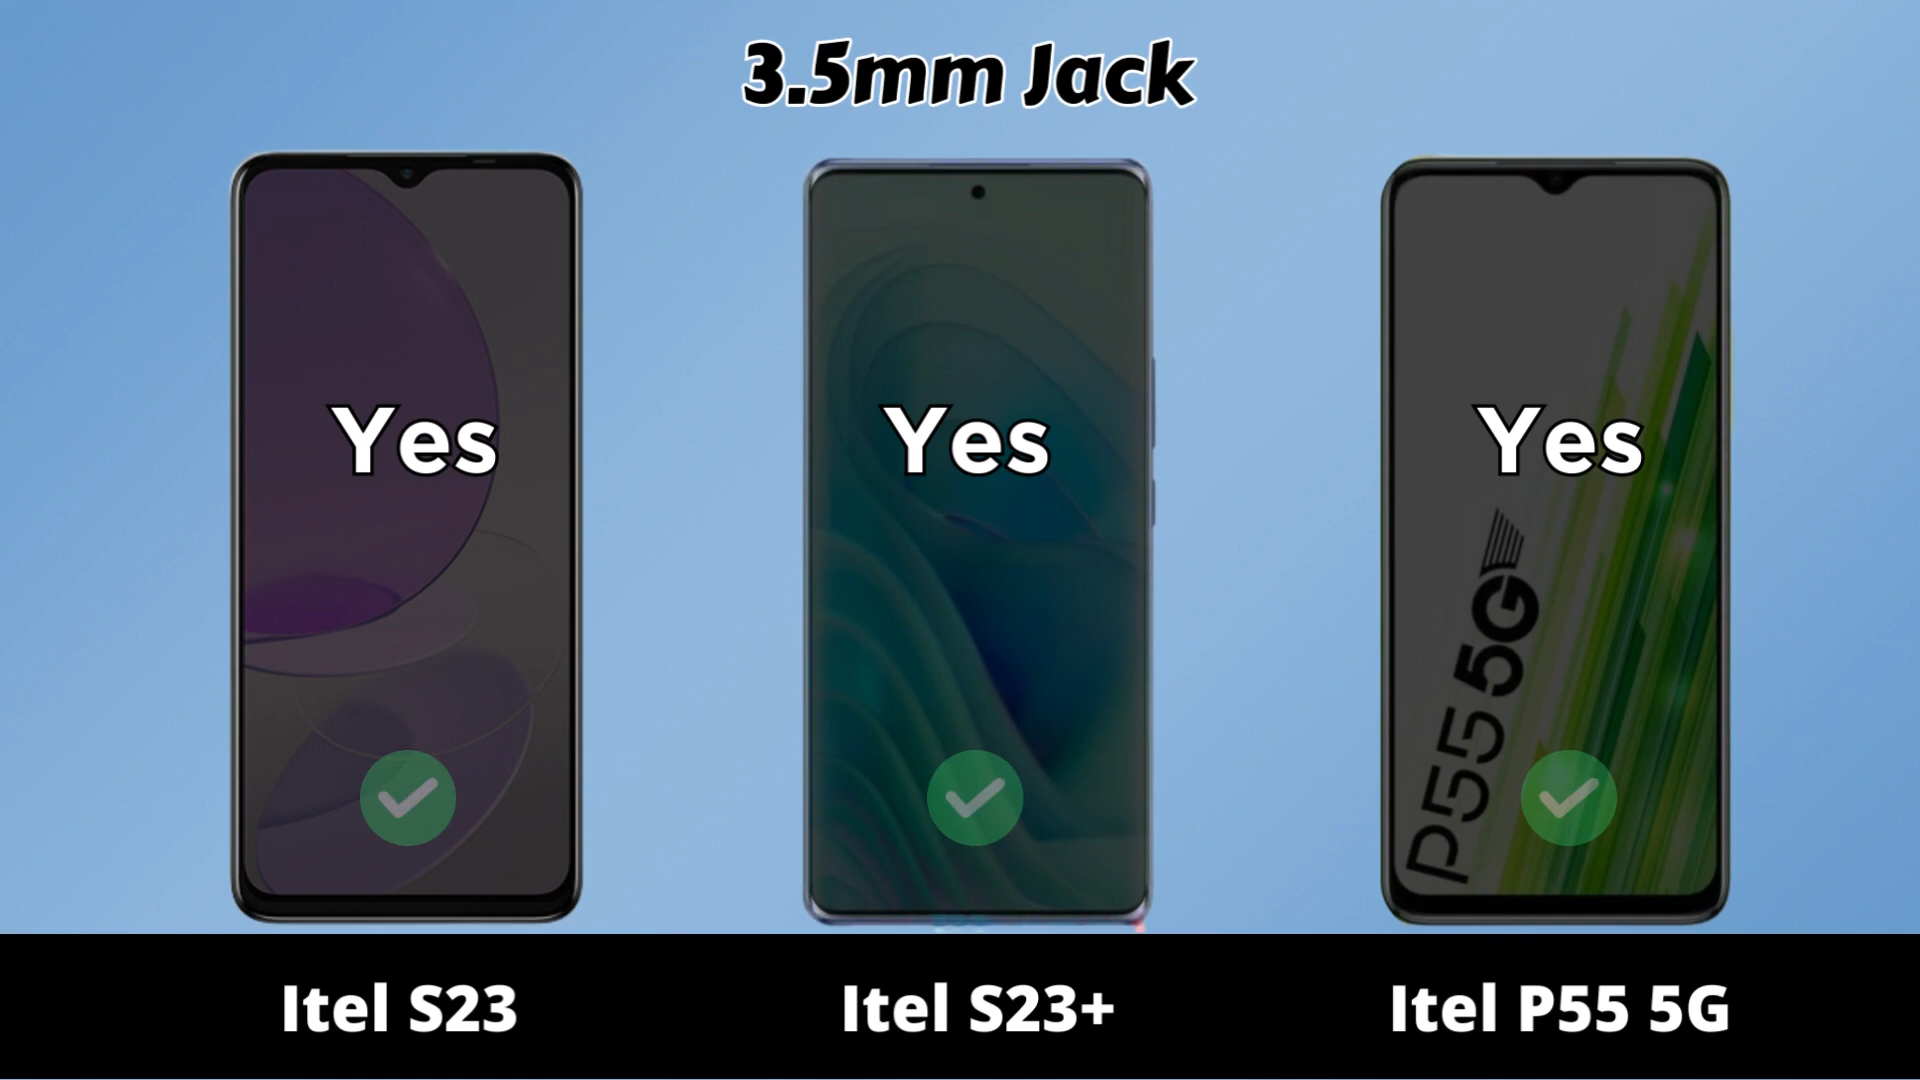 3.5mm Jack
Yes
Yes
Yes
P55 5G
Itel S23
Itel S23+
Itel P55 5G